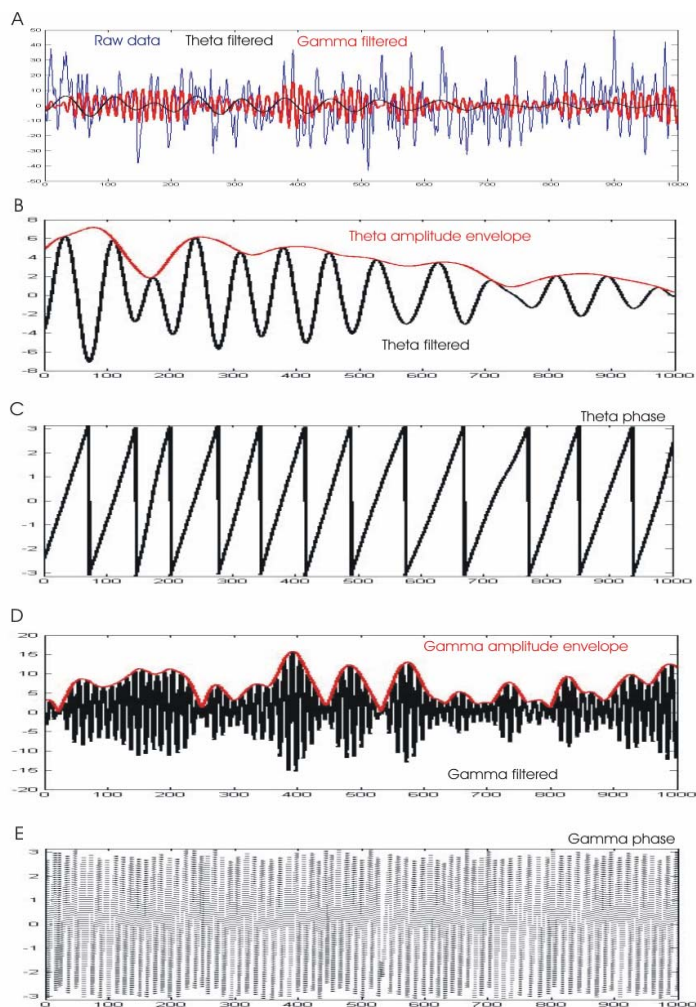 A
Raw data Theta filtered Gamma filtered
50
40
30
20
10
0
-10
-20
-30
-40
-50
0 100 200 300 400 500 600 700 800 900 1000
B
Theta amplitude envelope
Theta filtered
8
6
4
2
0
-2
-4
-6
-8
0 100 200 300 400 500 600 700 800 900 1000
C
Theta phase
3
2
1
0
-1
-2
-3
0 100 200 300 400 500 600 700 800 900 1000
D
Gamma amplitude envelope
Gamma filtered
20
15
10
5
0
-5
-10
-15
-20
0 100 200 300 400 500 600 700 800 900 1000
E
Gamma phase
3
2
1
0
-1
-2
-3
0 100 200 300 400 500 600 700 800 900 1000